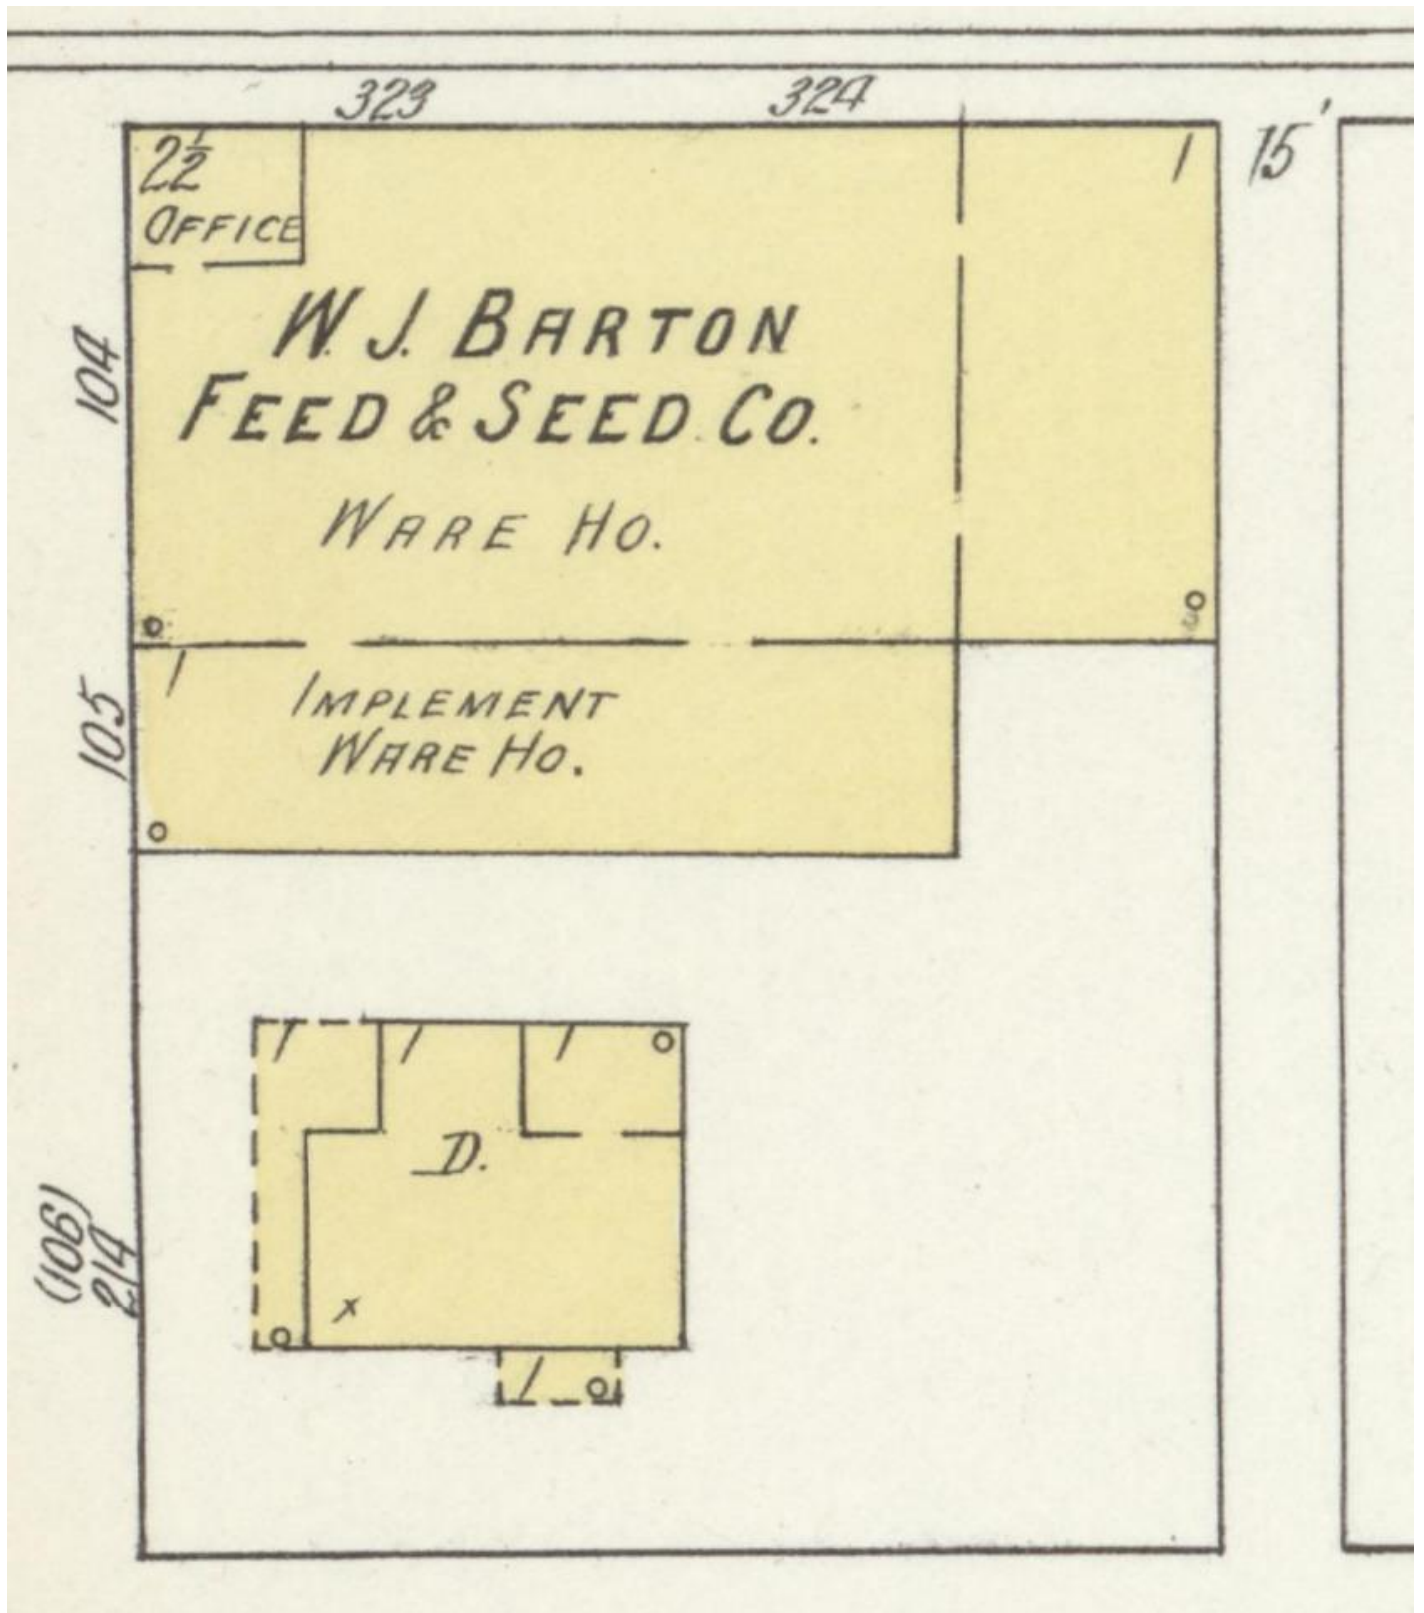 323 324
2½ 1 15'
OFFICE
W. J. BARTON
FEED & SEED CO.
104
WARE HO.
1
IMPLEMENT
105
WARE HO.
1 1 1
D.
(106)
214
x
1